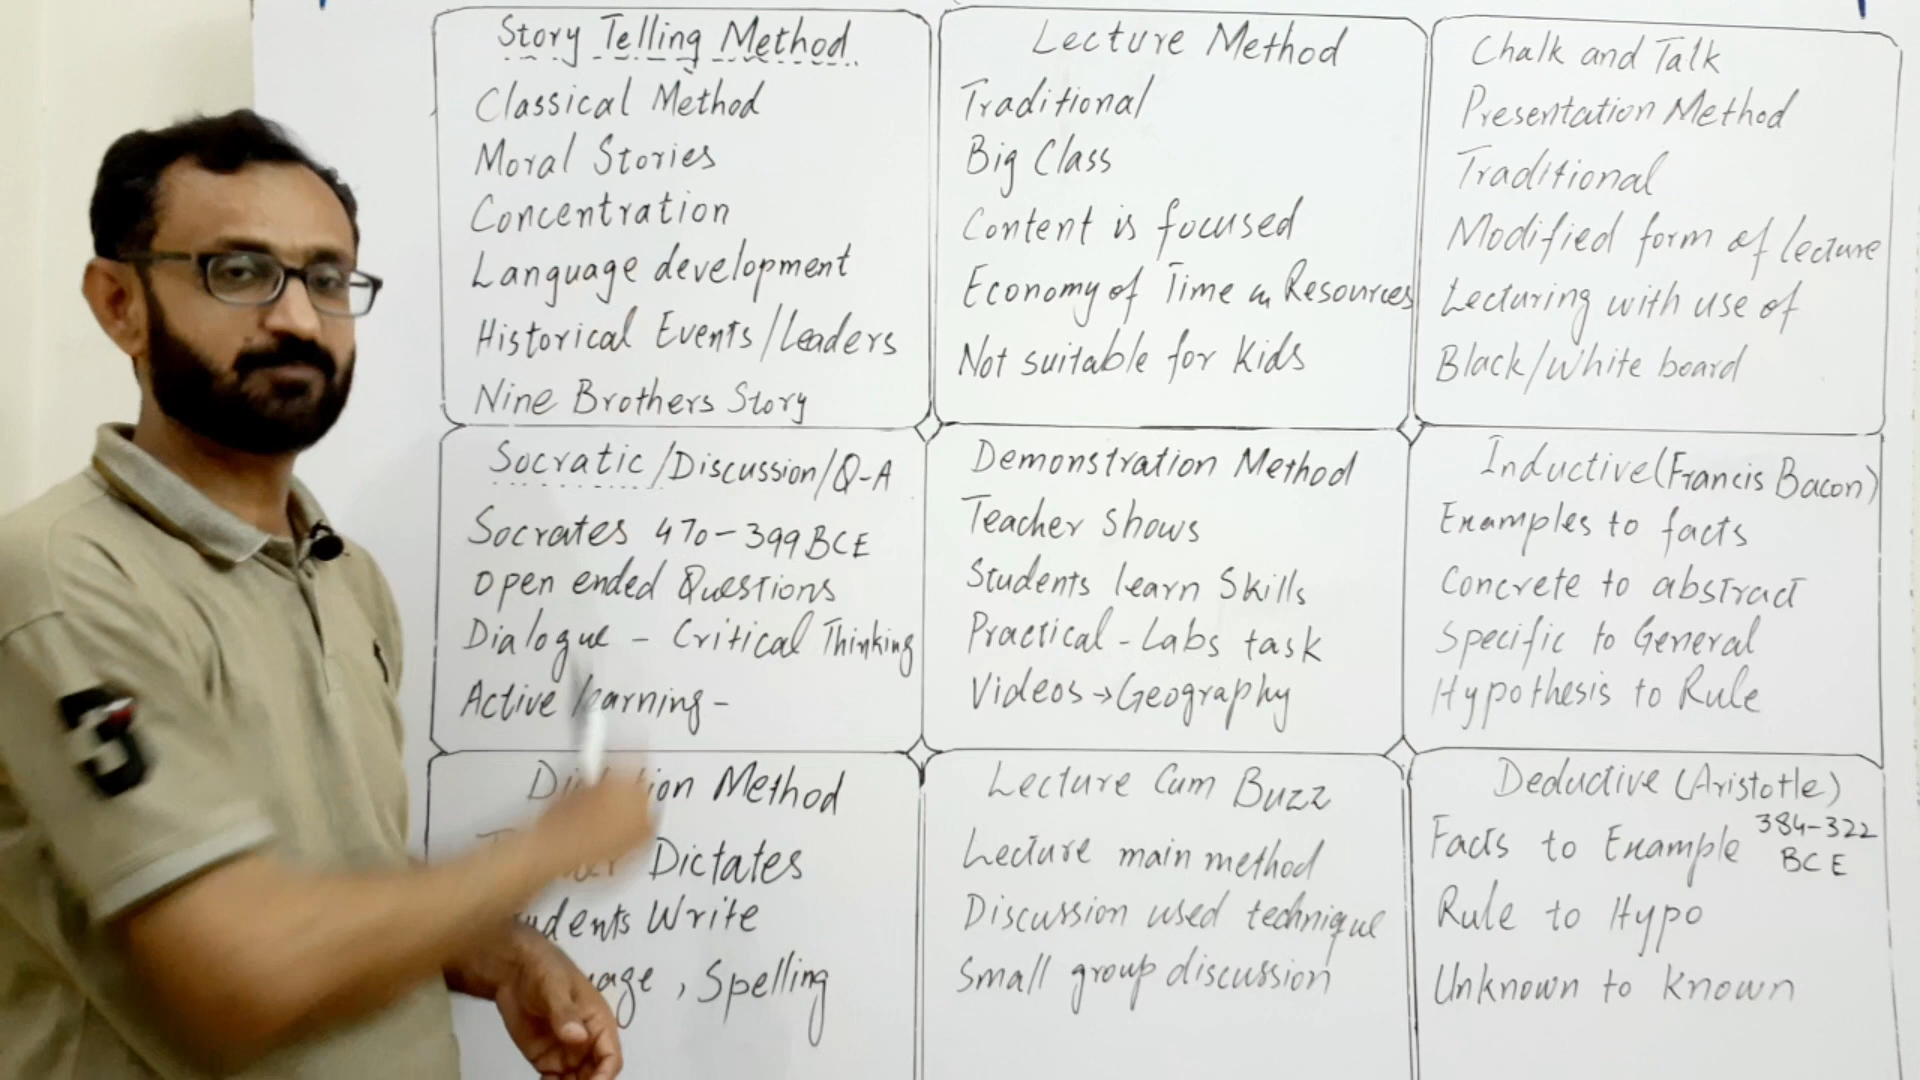 Story Telling Method
Classical Method
Moral Stories
Concentration
Language development
Historical Events/Leaders
Nine Brothers Story
Lecture Method
Traditional
Big Class
Content is focused
Economy of Time Resources
Not suitable for Kids
Chalk and Talk
Presentation Method
Traditional
Modified form of lecture
Lecturing with use of
Black/White board
Socratic/Discussion/Q-A
Socrates 470-399 BCE
Open ended Questions
Dialogue - Critical Thinking
Active learning -
Demonstration Method
Teacher shows
Students learn Skills
Practical - Labs task
Videos → Geography
Inductive (Francis Bacon)
Examples to facts
Concrete to abstract
Specific to General
Hypothesis to Rule
Method
Dictates
Write
, Spelling
Lecture Cum Buzz
Lecture main method
Discussion used technique
Small group discussion
Deductive (Aristotle)
384-322
BCE
Facts to Example
Rule to Hypo
Unknown to known